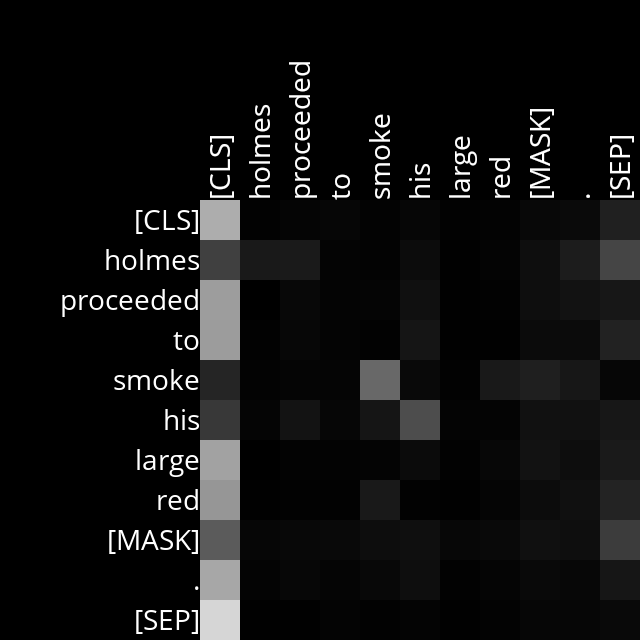 [CLS]
holmes
proceeded
to
smoke
his
large
red
[MASK]
.
[SEP]
[CLS]
holmes
proceeded
to
smoke
his
large
red
[MASK]
.
[SEP]